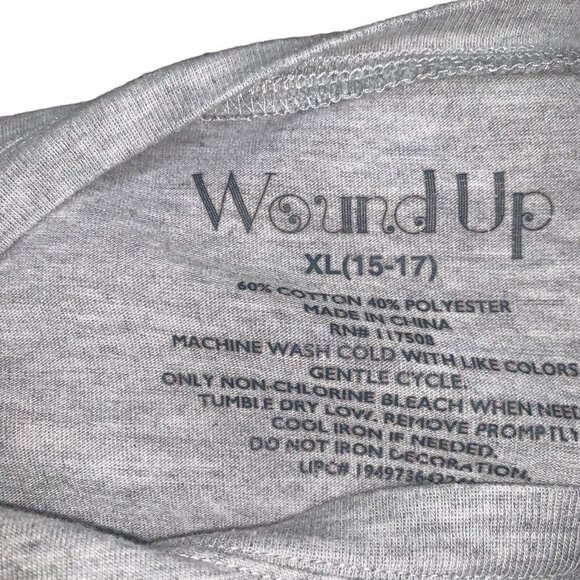 Wound Up
XL(15-17)
60% COTTON 40% POLYESTER
MADE IN CHINA
RN# 117508
MACHINE WASH COLD WITH LIKE COLORS
GENTLE CYCLE.
ONLY NON-CHLORINE BLEACH WHEN NEE
TUMBLE DRY LOW. REMOVE PROMPTLY
COOL IRON IF NEEDED.
DO NOT IRON DECORATION.
UPC#